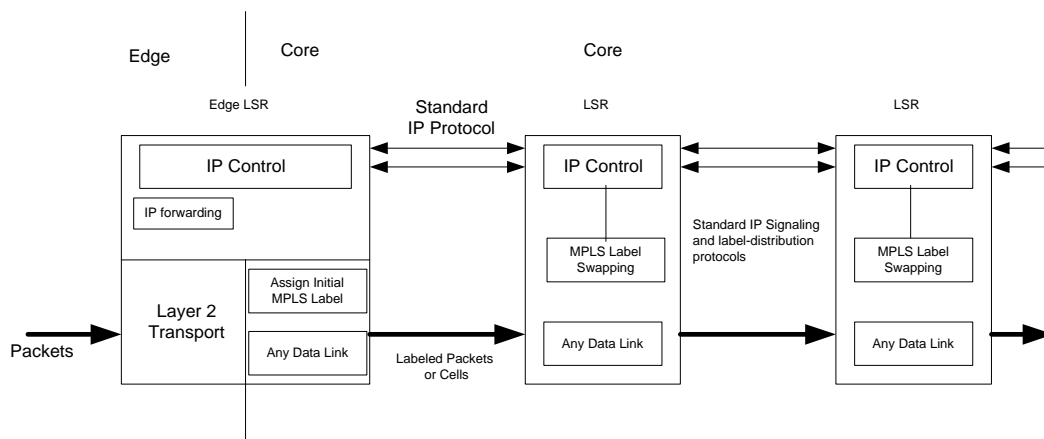 Edge
Core
Core
Edge LSR
Standard
IP Protocol
LSR
LSR
IP Control
IP Control
IP Control
IP forwarding
Standard IP Signaling
and label-distribution
protocols
MPLS Label
Swapping
MPLS Label
Swapping
Assign Initial
MPLS Label
Layer 2
Transport
Packets
Any Data Link
Labeled Packets
or Cells
Any Data Link
Any Data Link